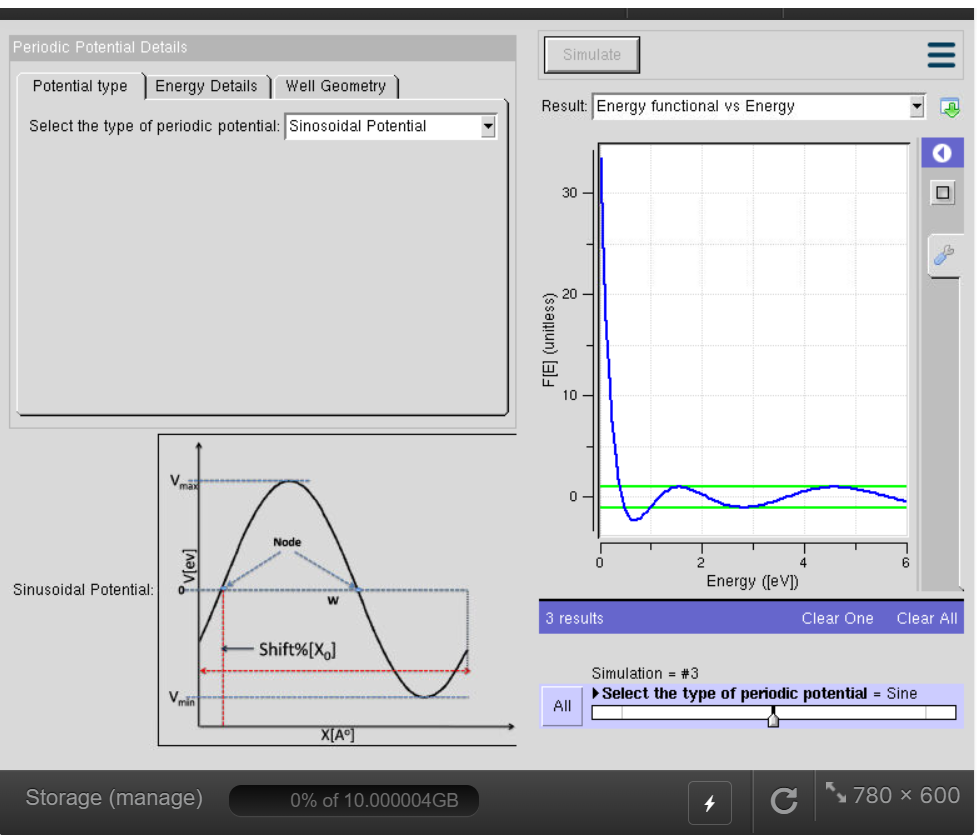 Periodic Potential Details
Potential type
Energy Details
Well Geometry
Select the type of periodic potential: Sinosoidal Potential
Sinusoidal Potential:
Vmax
V[ev]
Node
0
W
Shift%[X0]
Vmin
X[Aº]
Simulate
Result: Energy functional vs Energy
F[E] (unitless)
30
20
10
0
0 2 4 6
Energy ([eV])
3 results Clear One Clear All
Simulation = #3
All
Select the type of periodic potential = Sine
Storage (manage)
0% of 10.000004GB
780 × 600